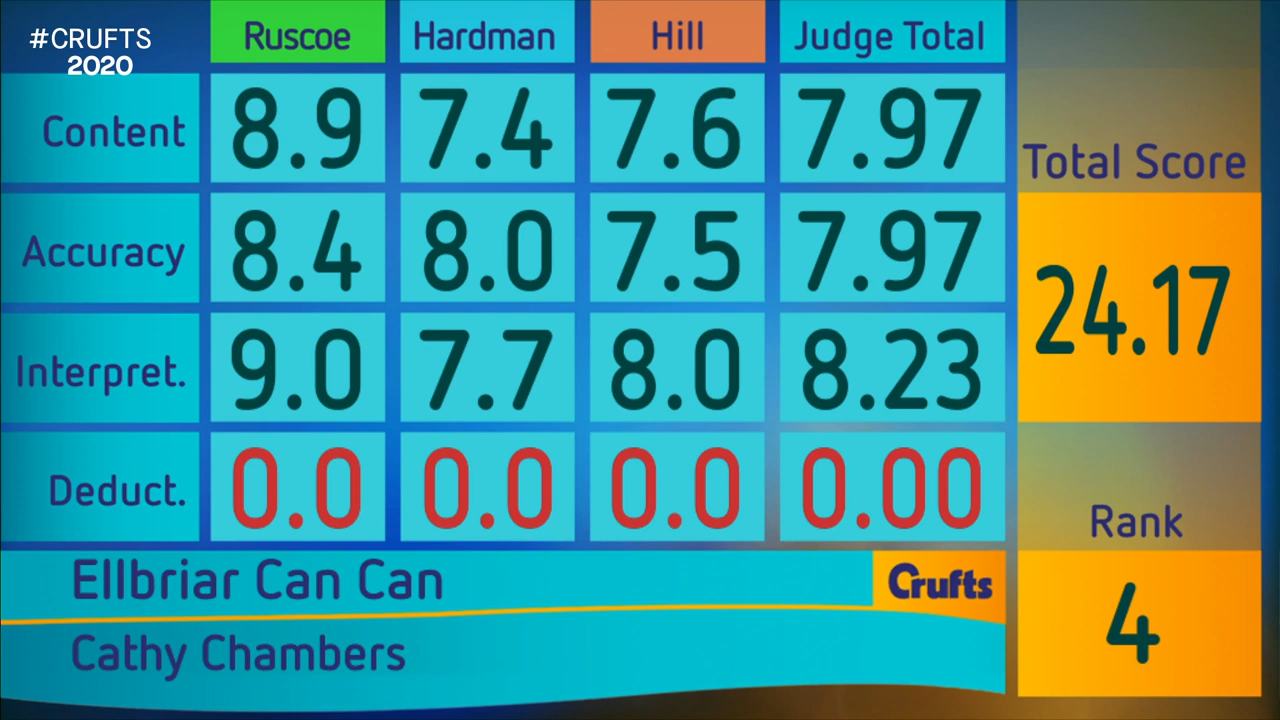 #CRUFTS
2020
Ruscoe Hardman Hill Judge Total
Content 8.9 7.4 7.6 7.97
Accuracy 8.4 8.0 7.5 7.97
Interpret. 9.0 7.7 8.0 8.23
Deduct. 0.0 0.0 0.0 0.00
Total Score
24.17
Rank
4
Ellbriar Can Can
Crufts
Cathy Chambers